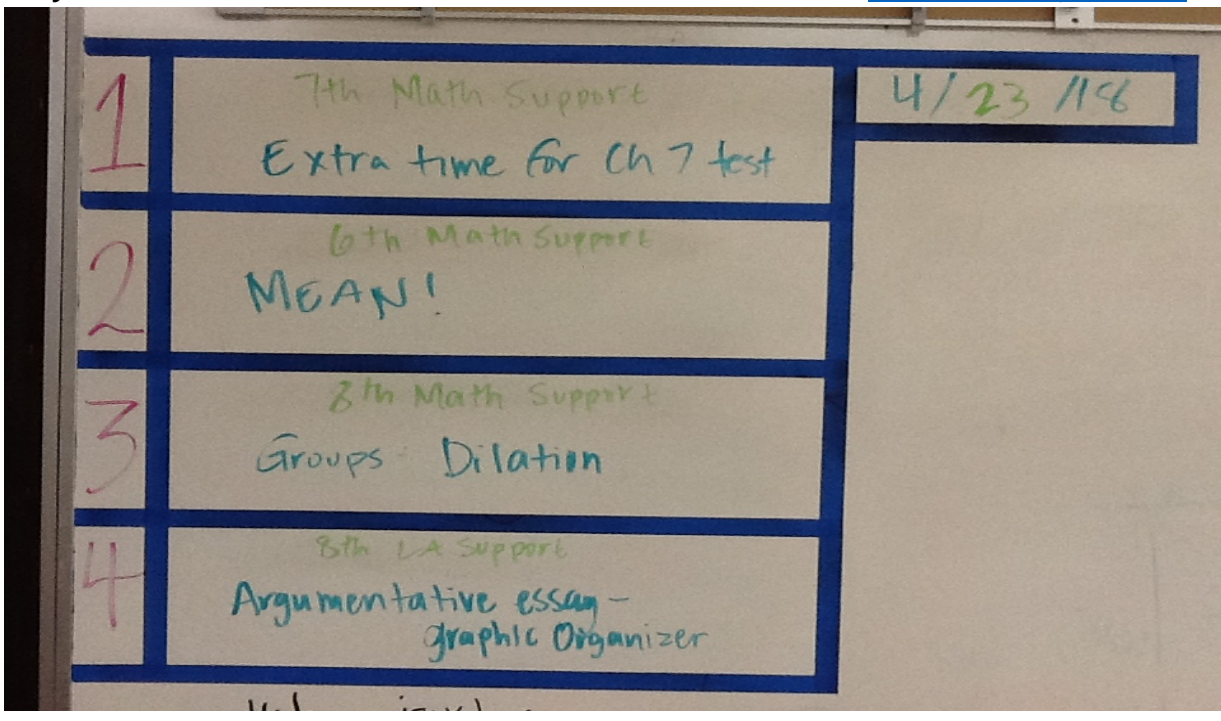 1
7th Math Support
4/23/18
Extra time for Ch 7 test
2
6th Math Support
MEAN!
3
8th Math Support
Groups Dilation
4
8th LA Support
Argumentative essay -
graphic Organizer